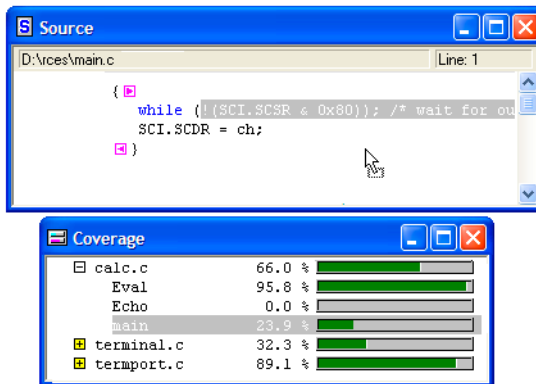 S Source
D:\rces\main.c Line: 1
{
while (!(SCI.SCSR & 0x80)); /* wait for ou
SCI.SCDR = ch;
}
Coverage
calc.c 66.0 %
Eval 95.8 %
Echo 0.0 %
main 23.9 %
terminal.c 32.3 %
termport.c 89.1 %